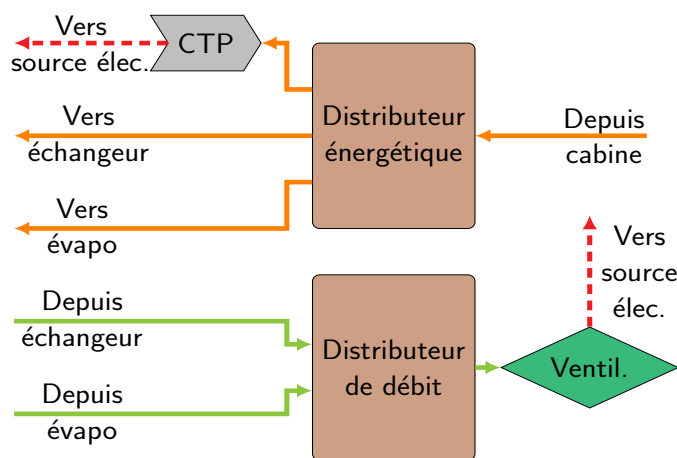 Vers
source élec.
CTP
Vers
échangeur
Distributeur
énergétique
Depuis
cabine
Vers
évapo
Vers
source
élec.
Depuis
échangeur
Distributeur
de débit
Ventil.
Depuis
évapo